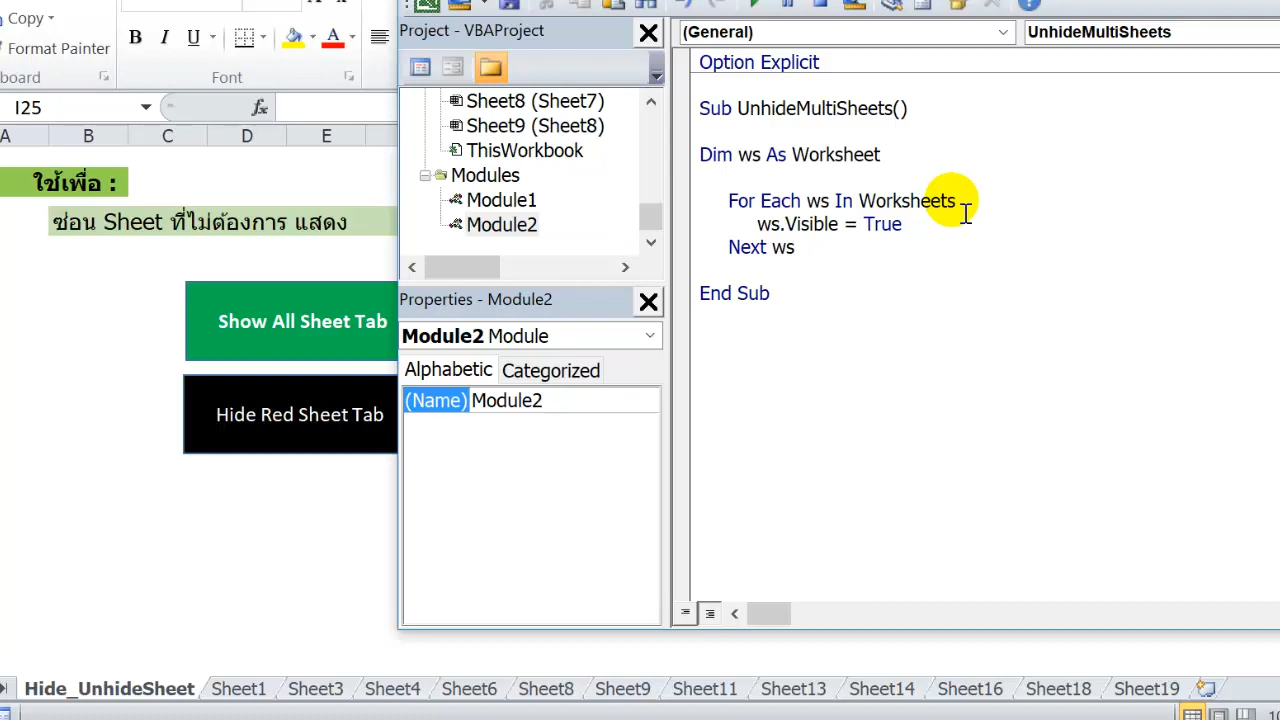 Copy
Format Painter
board
B I U A
Font
I25
fx
A B C D E
ใช้เพื่อ :
ซ่อน Sheet ที่ไม่ต้องการ แสดง
Show All Sheet Tab
Hide Red Sheet Tab
Project - VBAProject
Sheet8 (Sheet7)
Sheet9 (Sheet8)
ThisWorkbook
Modules
Module1
Module2
Properties - Module2
Module2 Module
Alphabetic Categorized
(Name) Module2
(General) UnhideMultiSheets
Option Explicit
Sub UnhideMultiSheets()
Dim ws As Worksheet
For Each ws In Worksheets
ws.Visible = True
Next ws
End Sub
Hide_UnhideSheet Sheet1 Sheet3 Sheet4 Sheet6 Sheet8 Sheet9 Sheet11 Sheet13 Sheet14 Sheet16 Sheet18 Sheet19